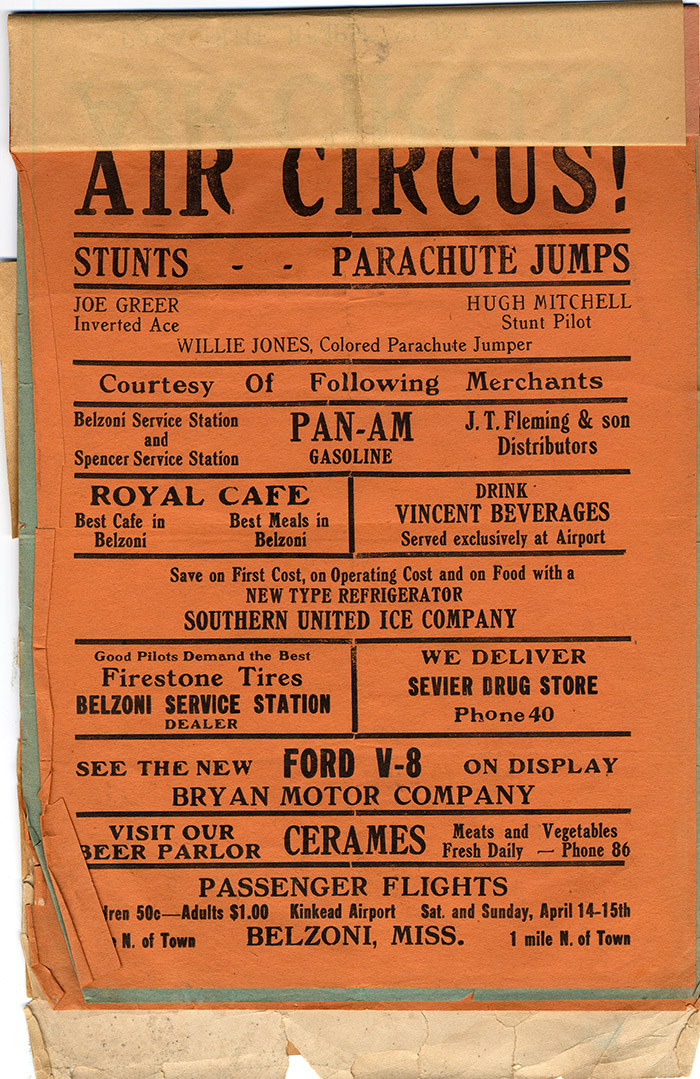 AIR CIRCUS!
STUNTS - - PARACHUTE JUMPS
JOE GREER
Inverted Ace
HUGH MITCHELL
Stunt Pilot
WILLIE JONES, Colored Parachute Jumper
Courtesy Of Following Merchants
Belzoni Service Station
and
Spencer Service Station
PAN-AM
GASOLINE
J. T. Fleming & son
Distributors
ROYAL CAFE
Best Cafe in
Belzoni
Best Meals in
Belzoni
DRINK
VINCENT BEVERAGES
Served exclusively at Airport
Save on First Cost, on Operating Cost and on Food with a
NEW TYPE REFRIGERATOR
SOUTHERN UNITED ICE COMPANY
Good Pilots Demand the Best
Firestone Tires
BELZONI SERVICE STATION
DEALER
WE DELIVER
SEVIER DRUG STORE
Phone 40
SEE THE NEW FORD V-8 ON DISPLAY
BRYAN MOTOR COMPANY
VISIT OUR
BEER PARLOR
CERAMES
Meats and Vegetables
Fresh Daily — Phone 86
PASSENGER FLIGHTS
dren 50c—Adults $1.00 Kinkead Airport Sat. and Sunday, April 14-15th
N. of Town BELZONI, MISS. 1 mile N. of Town